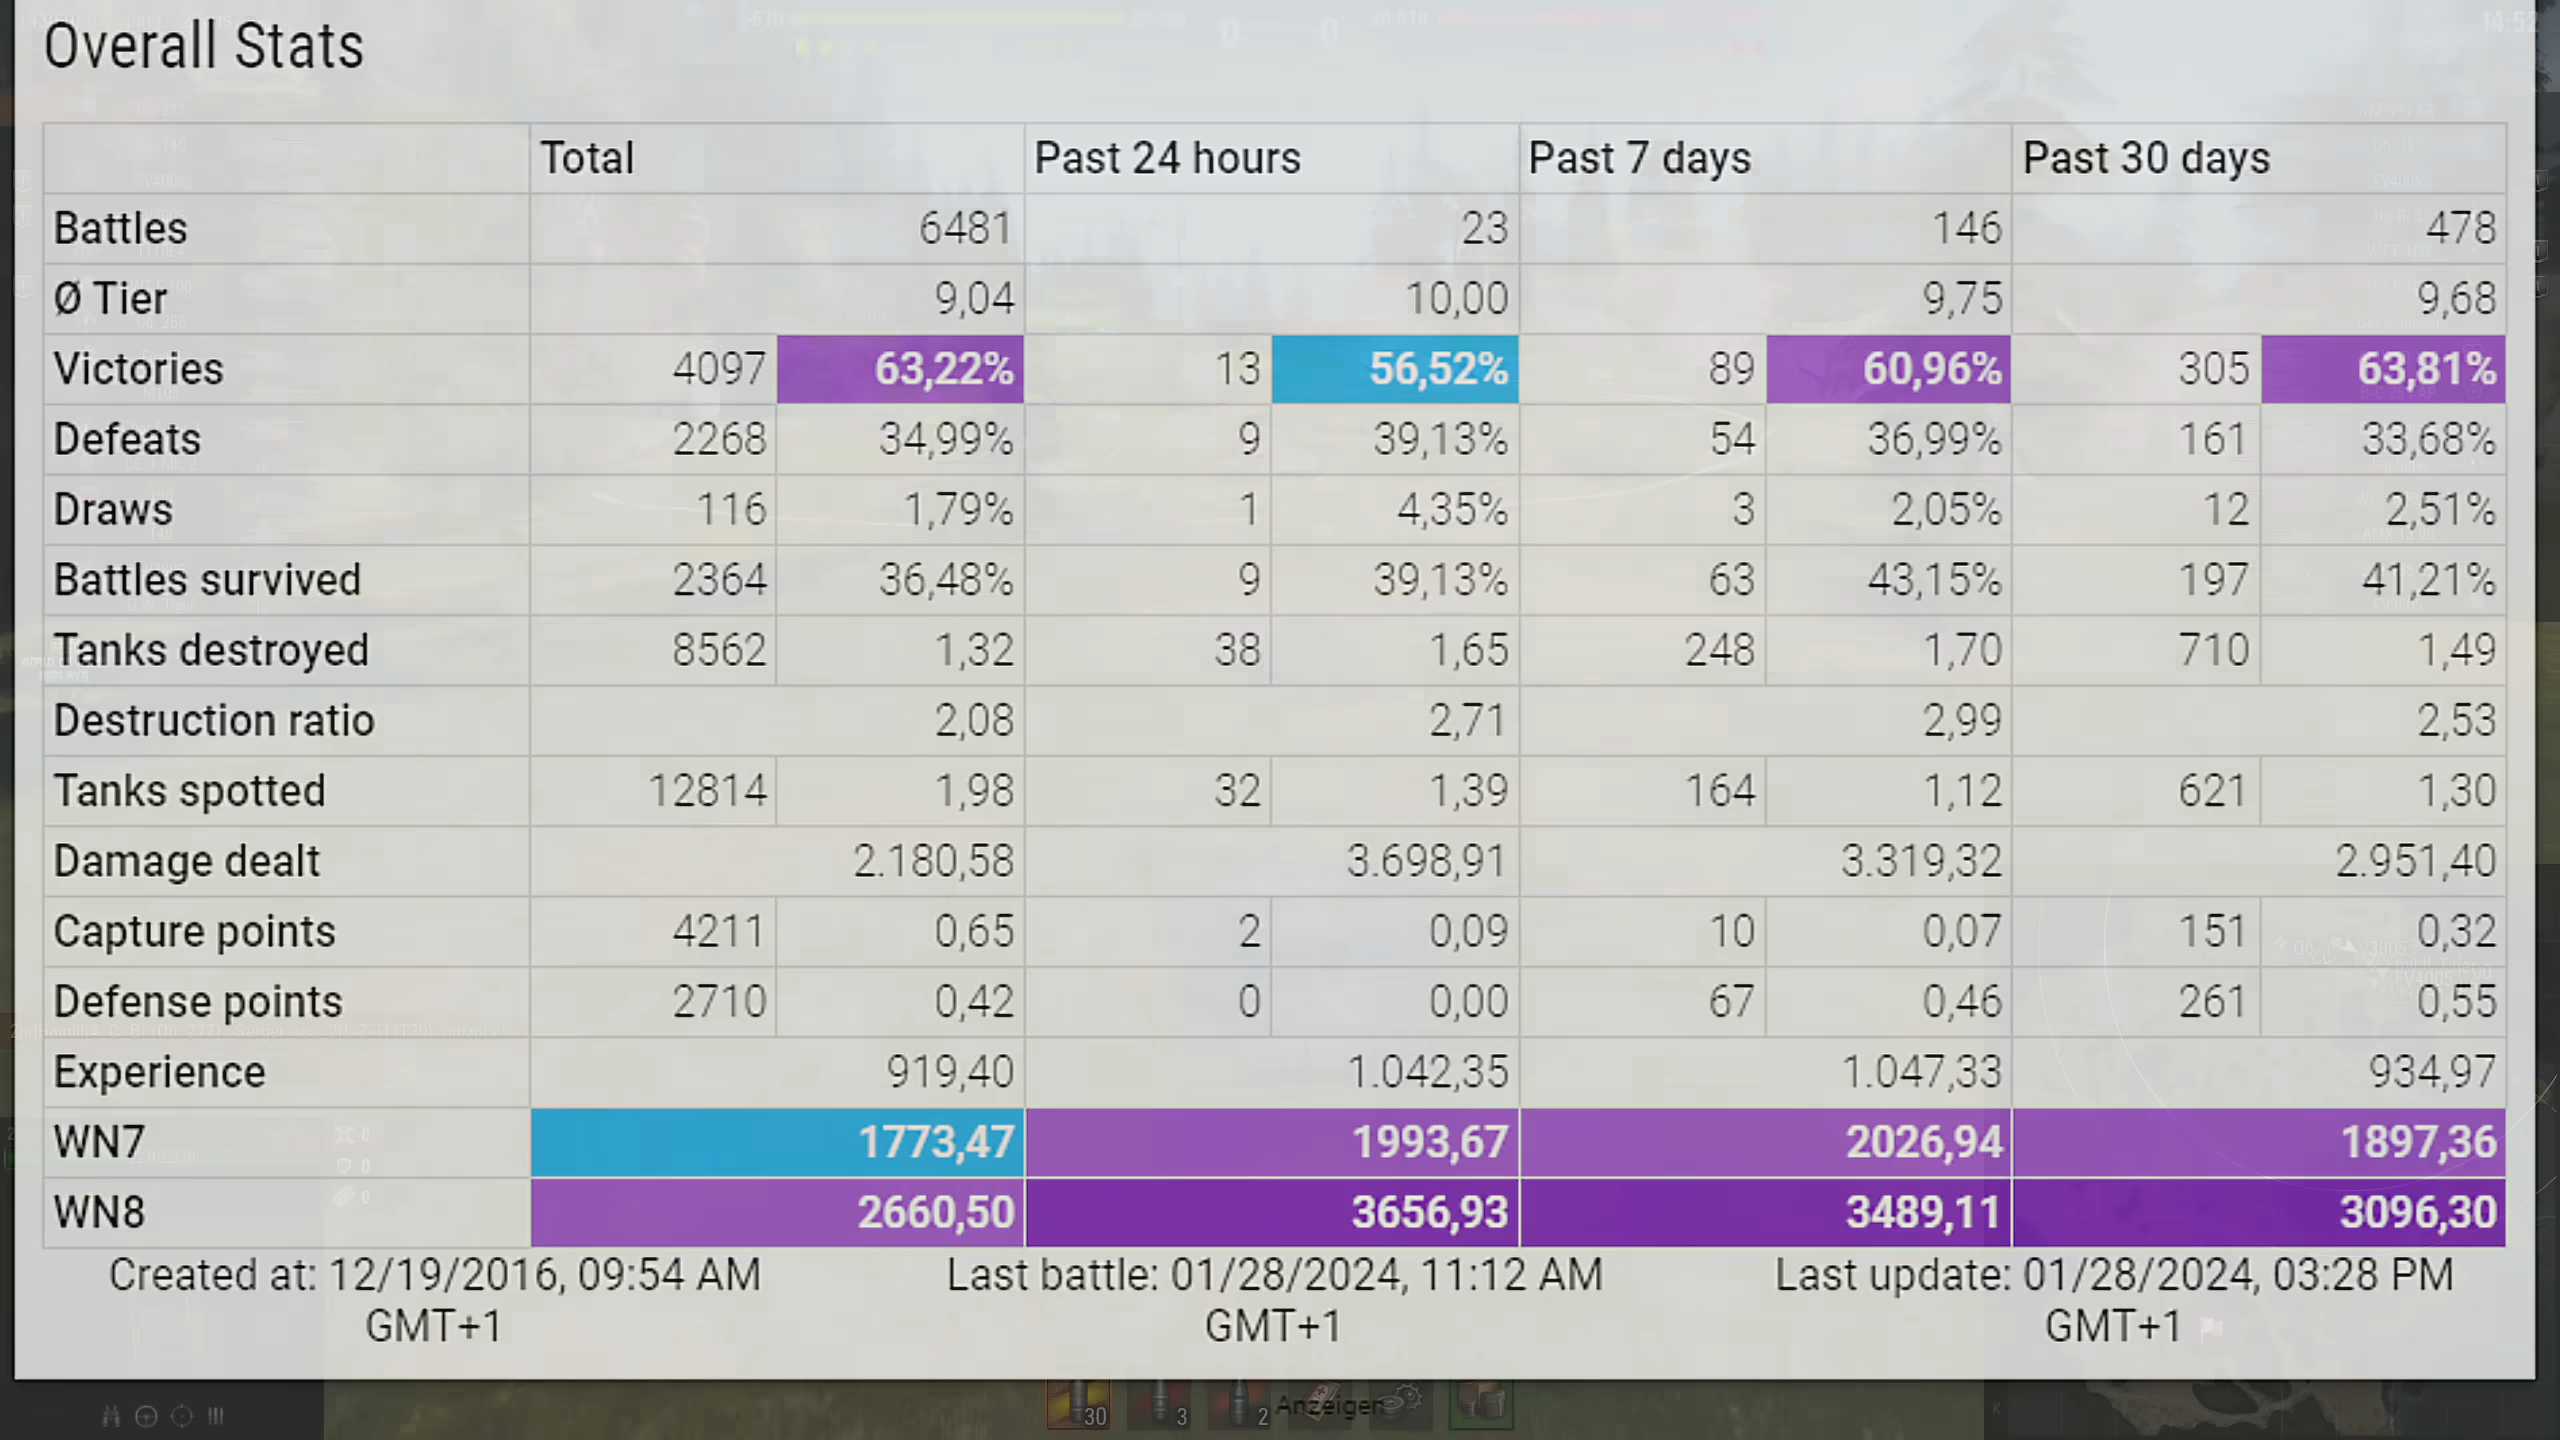 Overall Stats
Total Past 24 hours Past 7 days Past 30 days
Battles 6481 23 146 478
Ø Tier 9,04 10,00 9,75 9,68
Victories 4097 63,22% 13 56,52% 89 60,96% 305 63,81%
Defeats 2268 34,99% 9 39,13% 54 36,99% 161 33,68%
Draws 116 1,79% 1 4,35% 3 2,05% 12 2,51%
Battles survived 2364 36,48% 9 39,13% 63 43,15% 197 41,21%
Tanks destroyed 8562 1,32 38 1,65 248 1,70 710 1,49
Destruction ratio 2,08 2,71 2,99 2,53
Tanks spotted 12814 1,98 32 1,39 164 1,12 621 1,30
Damage dealt 2.180,58 3.698,91 3.319,32 2.951,40
Capture points 4211 0,65 2 0,09 10 0,07 151 0,32
Defense points 2710 0,42 0 0,00 67 0,46 261 0,55
Experience 919,40 1.042,35 1.047,33 934,97
WN7 1773,47 1993,67 2026,94 1897,36
WN8 2660,50 3656,93 3489,11 3096,30
Created at: 12/19/2016, 09:54 AM GMT+1
Last battle: 01/28/2024, 11:12 AM GMT+1
Last update: 01/28/2024, 03:28 PM GMT+1
30 3 2 Anzeigen